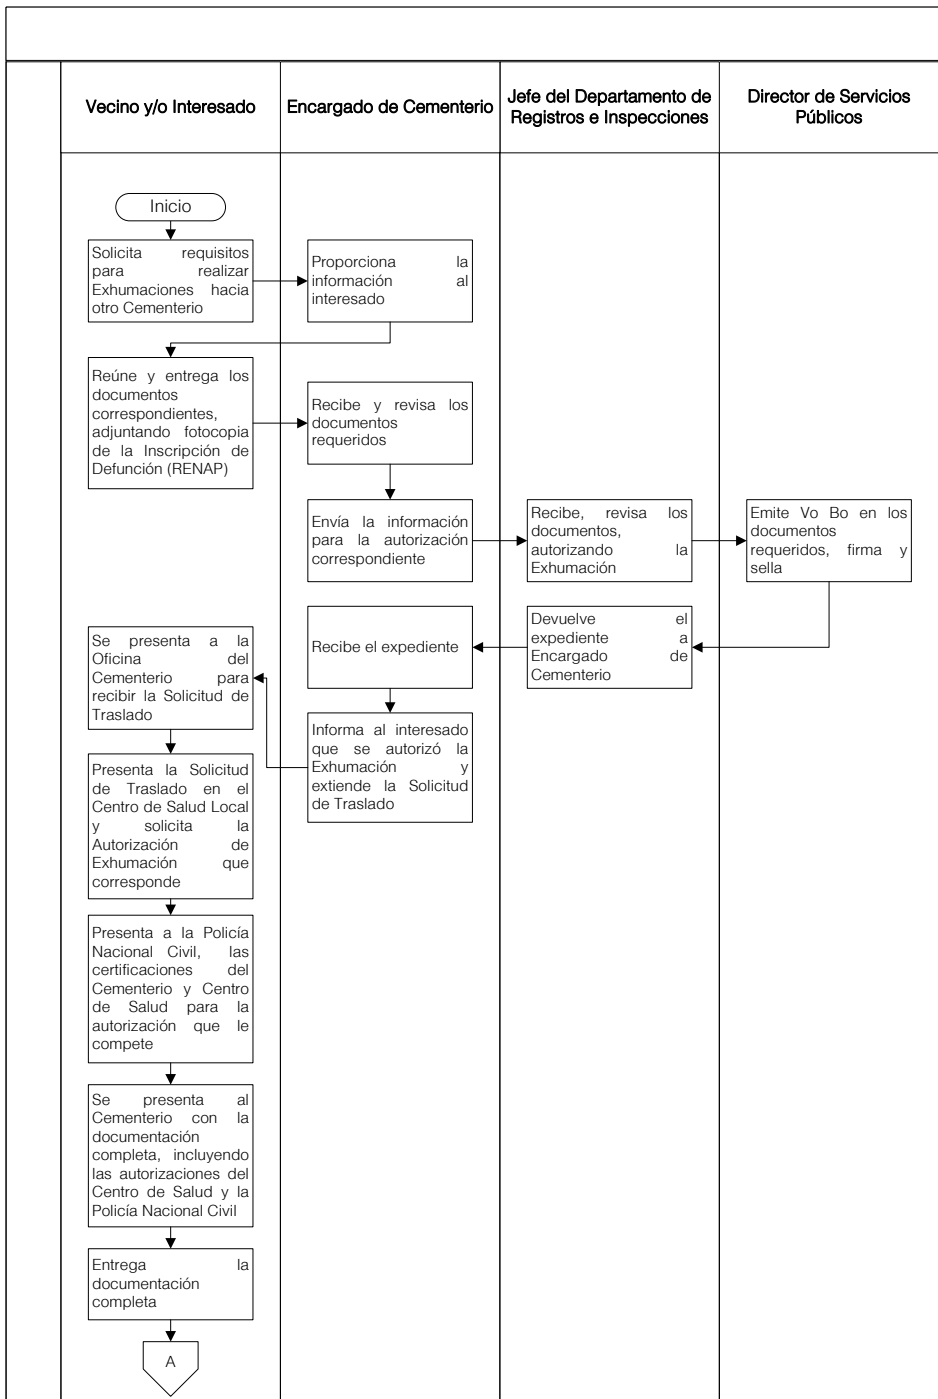 Vecino y/o Interesado
Encargado de Cementerio
Jefe del Departamento de
Registros e Inspecciones
Director de Servicios
Públicos
Inicio
Solicita requisitos
para realizar
Exhumaciones hacia
otro Cementerio
Proporciona la
información al
interesado
Reúne y entrega los
documentos
correspondientes,
adjuntando fotocopia
de la Inscripción de
Defunción (RENAP)
Recibe y revisa los
documentos
requeridos
Envía la información
para la autorización
correspondiente
Recibe, revisa los
documentos,
autorizando la
Exhumación
Emite Vo Bo en los
documentos
requeridos, firma y
sella
Devuelve el
expediente a
Encargado de
Cementerio
Recibe el expediente
Informa al interesado
que se autorizó la
Exhumación y
extiende la Solicitud
de Traslado
Se presenta a la
Oficina del
Cementerio para
recibir la Solicitud de
Traslado
Presenta la Solicitud
de Traslado en el
Centro de Salud Local
y solicita la
Autorización de
Exhumación que
corresponde
Presenta a la Policía
Nacional Civil, las
certificaciones del
Cementerio y Centro
de Salud para la
autorización que le
compete
Se presenta al
Cementerio con la
documentación
completa, incluyendo
las autorizaciones del
Centro de Salud y la
Policía Nacional Civil
Entrega la
documentación
completa
A